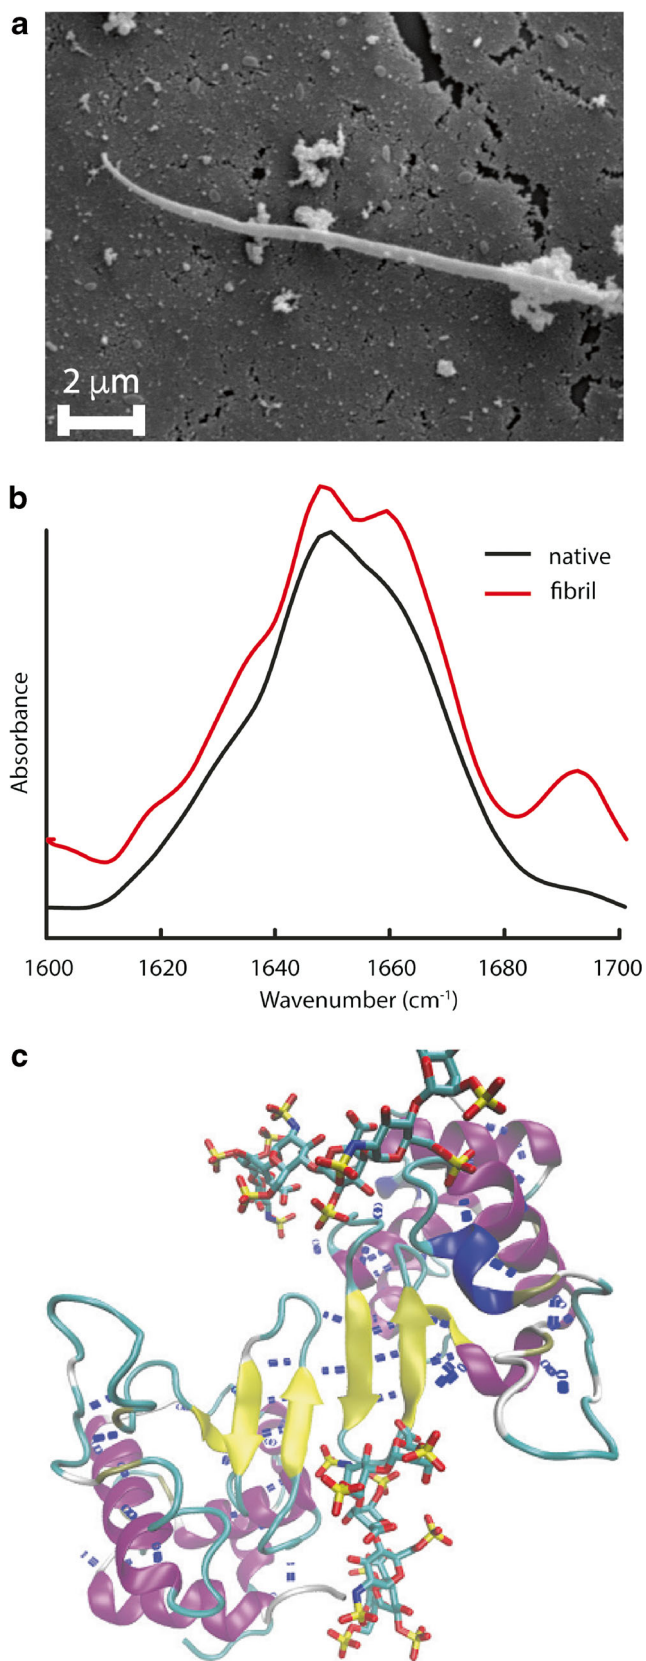 a
2 μm
b
native
fibril
Absorbance
1600 1620 1640 1660 1680 1700
Wavenumber (cm⁻¹)
c